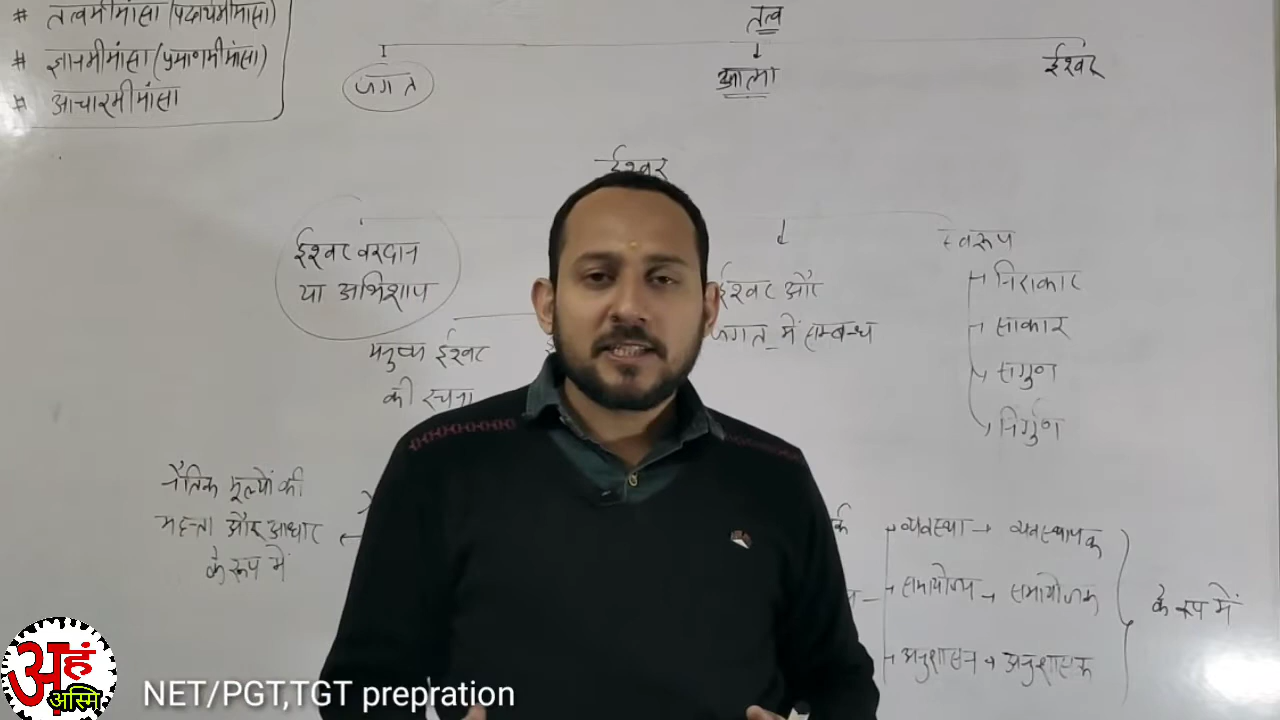 # तत्वमीमांसा (पदार्थमीमांसा)
# ज्ञानमीमांसा (प्रमाणमीमांसा)
# आचारमीमांसा
तत्व
जगत
आत्मा
ईश्वर
ईश्वर
ईश्वर वरदान
या अभिशाप
मनुष्य ईश्वर
की रचना
ईश्वर और
जगत में सम्बन्ध
स्वरूप
निराकार
साकार
सगुण
निर्गुण
नैतिक मूल्यों की
महत्ता और आधार
के रूप में
व्यवस्था → व्यवस्थापक
समायोज्य → समायोजक
अनुशासन → अनुशासक
के रूप में
अहं
अस्मि
NET/PGT,TGT prepration